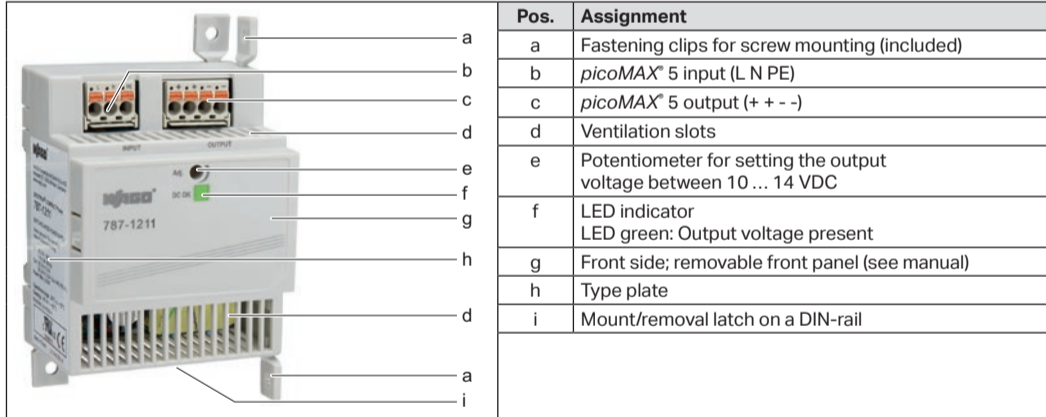 a
b
c
d
e
f
g
h
d
a
i
INPUT
OUTPUT
Adj.
WAGO
DC OK
787-1211
WAGO
787-1211
Pos. Assignment
a Fastening clips for screw mounting (included)
b picoMAX® 5 input (L N PE)
c picoMAX® 5 output (+ + - -)
d Ventilation slots
e Potentiometer for setting the output
voltage between 10 … 14 VDC
f LED indicator
LED green: Output voltage present
g Front side; removable front panel (see manual)
h Type plate
i Mount/removal latch on a DIN-rail